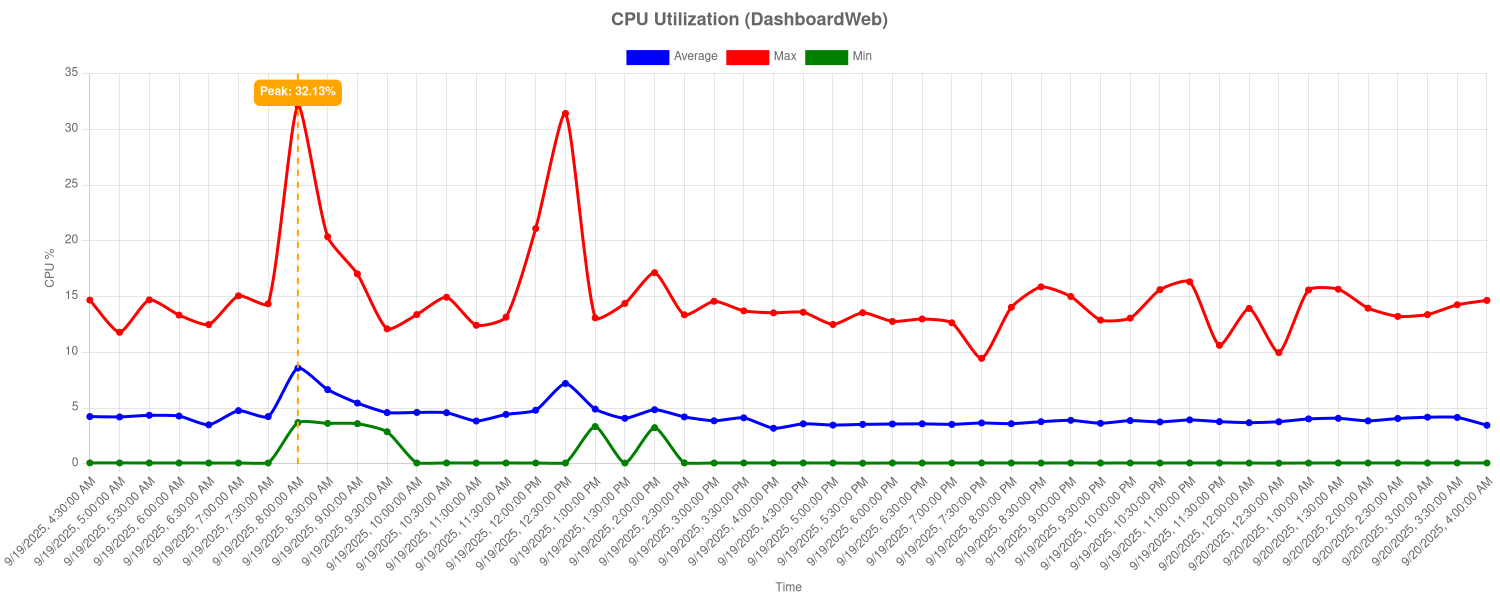 CPU Utilization (DashboardWeb)
Average Max Min
Peak: 32.13%
35
30
25
20
15
10
5
0
CPU %
9/19/2025, 4:30:00 AM
9/19/2025, 5:00:00 AM
9/19/2025, 5:30:00 AM
9/19/2025, 6:00:00 AM
9/19/2025, 6:30:00 AM
9/19/2025, 7:00:00 AM
9/19/2025, 7:30:00 AM
9/19/2025, 8:00:00 AM
9/19/2025, 8:30:00 AM
9/19/2025, 9:00:00 AM
9/19/2025, 9:30:00 AM
9/19/2025, 10:00:00 AM
9/19/2025, 10:30:00 AM
9/19/2025, 11:00:00 AM
9/19/2025, 11:30:00 AM
9/19/2025, 12:00:00 PM
9/19/2025, 12:30:00 PM
9/19/2025, 1:00:00 PM
9/19/2025, 1:30:00 PM
9/19/2025, 2:00:00 PM
9/19/2025, 2:30:00 PM
9/19/2025, 3:00:00 PM
9/19/2025, 3:30:00 PM
9/19/2025, 4:00:00 PM
9/19/2025, 4:30:00 PM
9/19/2025, 5:00:00 PM
9/19/2025, 5:30:00 PM
9/19/2025, 6:00:00 PM
9/19/2025, 6:30:00 PM
9/19/2025, 7:00:00 PM
9/19/2025, 7:30:00 PM
9/19/2025, 8:00:00 PM
9/19/2025, 8:30:00 PM
9/19/2025, 9:00:00 PM
9/19/2025, 9:30:00 PM
9/19/2025, 10:00:00 PM
9/19/2025, 10:30:00 PM
9/19/2025, 11:00:00 PM
9/19/2025, 11:30:00 PM
9/20/2025, 12:00:00 AM
9/20/2025, 12:30:00 AM
9/20/2025, 1:00:00 AM
9/20/2025, 1:30:00 AM
9/20/2025, 2:00:00 AM
9/20/2025, 2:30:00 AM
9/20/2025, 3:00:00 AM
9/20/2025, 3:30:00 AM
9/20/2025, 4:00:00 AM
Time